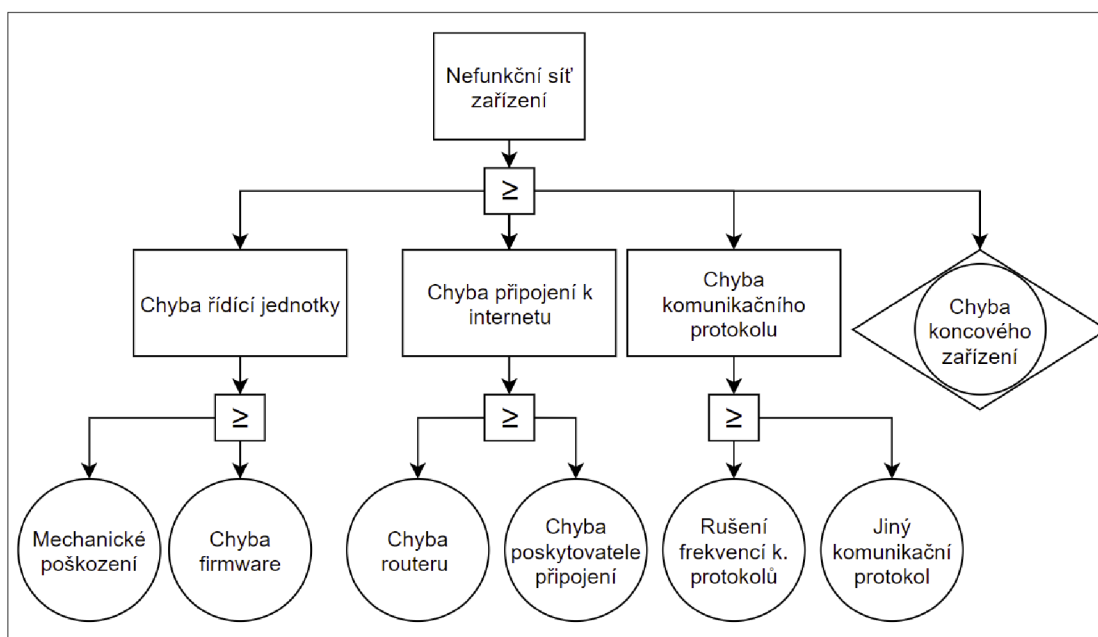 Nefunkční síť
zařízení
≥
Chyba řídící jednotky
Chyba připojení k
internetu
Chyba
komunikačního
protokolu
Chyba
koncového
zařízení
≥
≥
≥
Mechanické
poškození
Chyba
firmware
Chyba
routeru
Chyba
poskytovatele
připojení
Rušení
frekvencí k.
protokolů
Jiný
komunikační
protokol